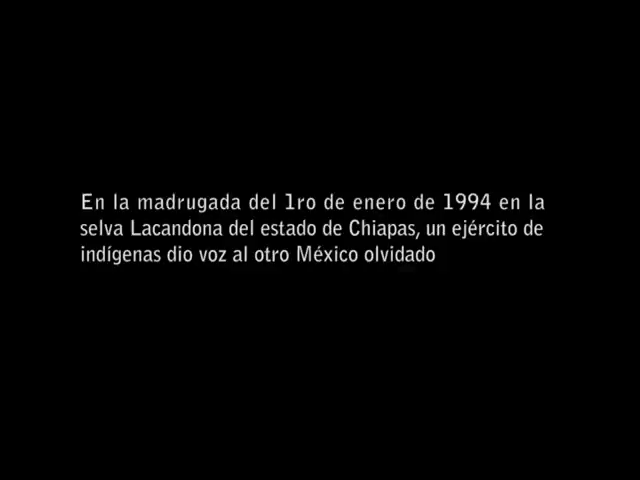 En la madrugada del 1ro de enero de 1994 en la
selva Lacandona del estado de Chiapas, un ejército de
indígenas dio voz al otro México olvidado